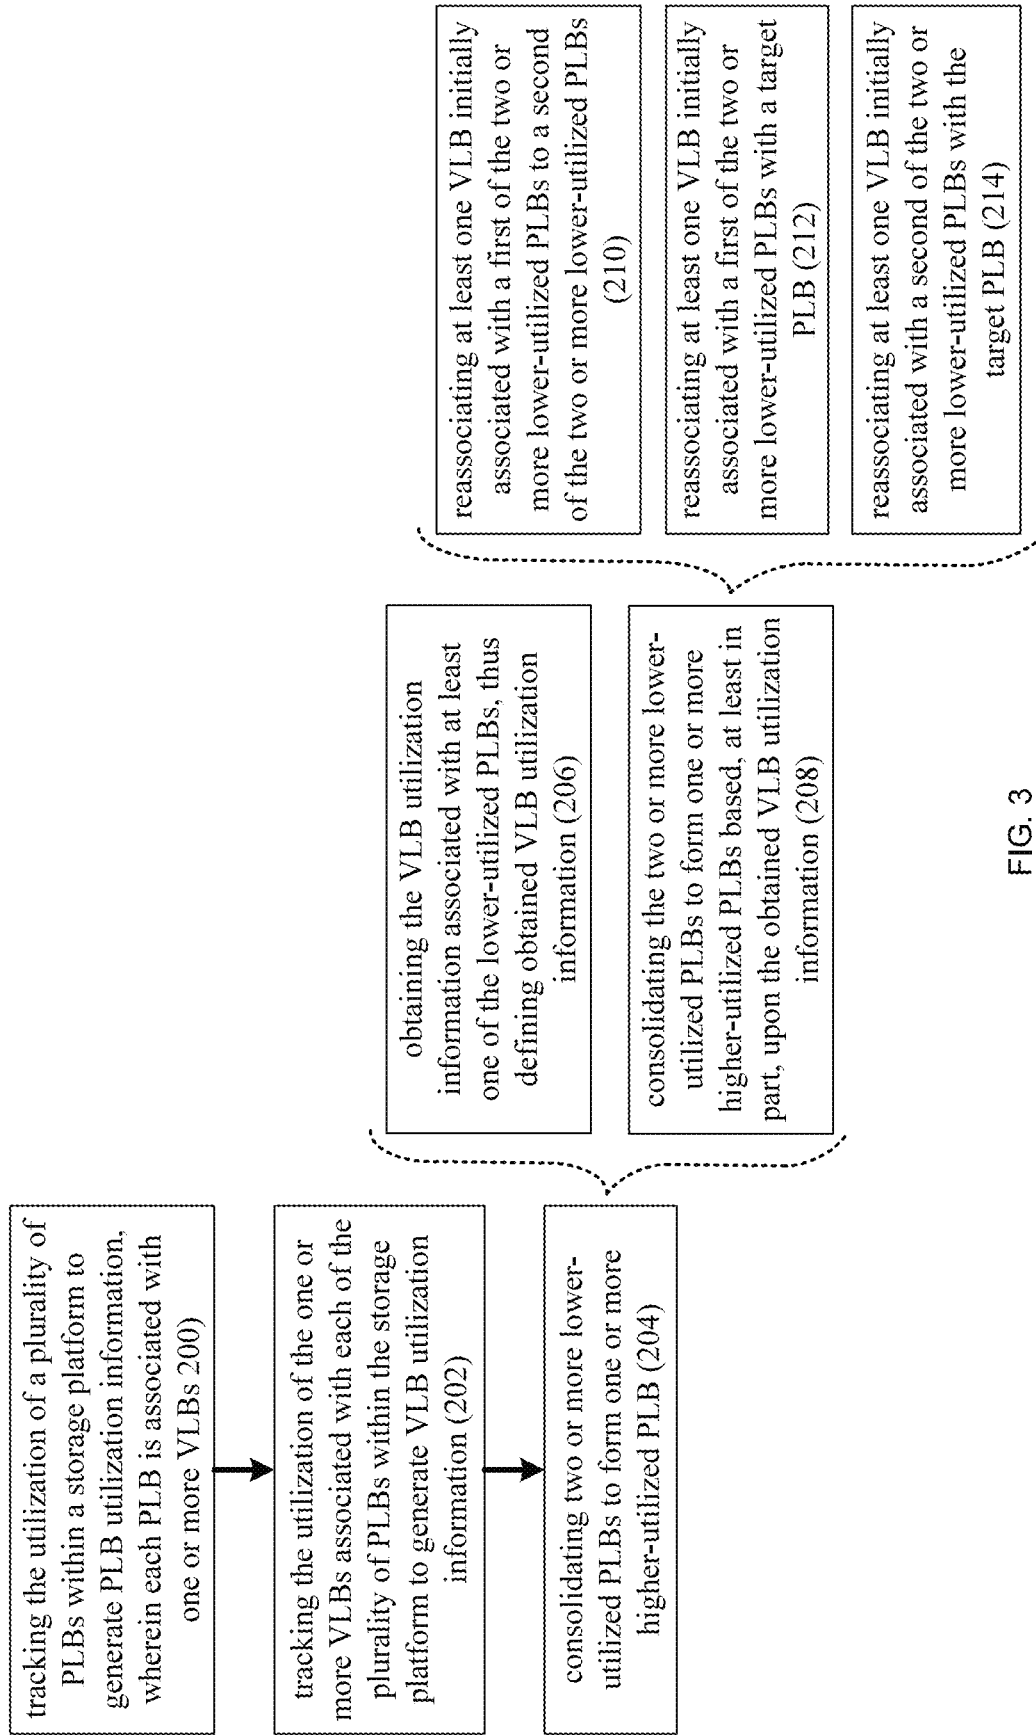 tracking the utilization of a plurality of
PLBs within a storage platform to
generate PLB utilization information,
wherein each PLB is associated with
one or more VLBs 200)
tracking the utilization of the one or
more VLBs associated with each of the
plurality of PLBs within the storage
platform to generate VLB utilization
information (202)
consolidating two or more lower-
utilized PLBs to form one or more
higher-utilized PLB (204)
obtaining the VLB utilization
information associated with at least
one of the lower-utilized PLBs, thus
defining obtained VLB utilization
information (206)
consolidating the two or more lower-
utilized PLBs to form one or more
higher-utilized PLBs based, at least in
part, upon the obtained VLB utilization
information (208)
reassociating at least one VLB initially
associated with a first of the two or
more lower-utilized PLBs to a second
of the two or more lower-utilized PLBs
(210)
reassociating at least one VLB initially
associated with a first of the two or
more lower-utilized PLBs with a target
PLB (212)
reassociating at least one VLB initially
associated with a second of the two or
more lower-utilized PLBs with the
target PLB (214)
FIG. 3